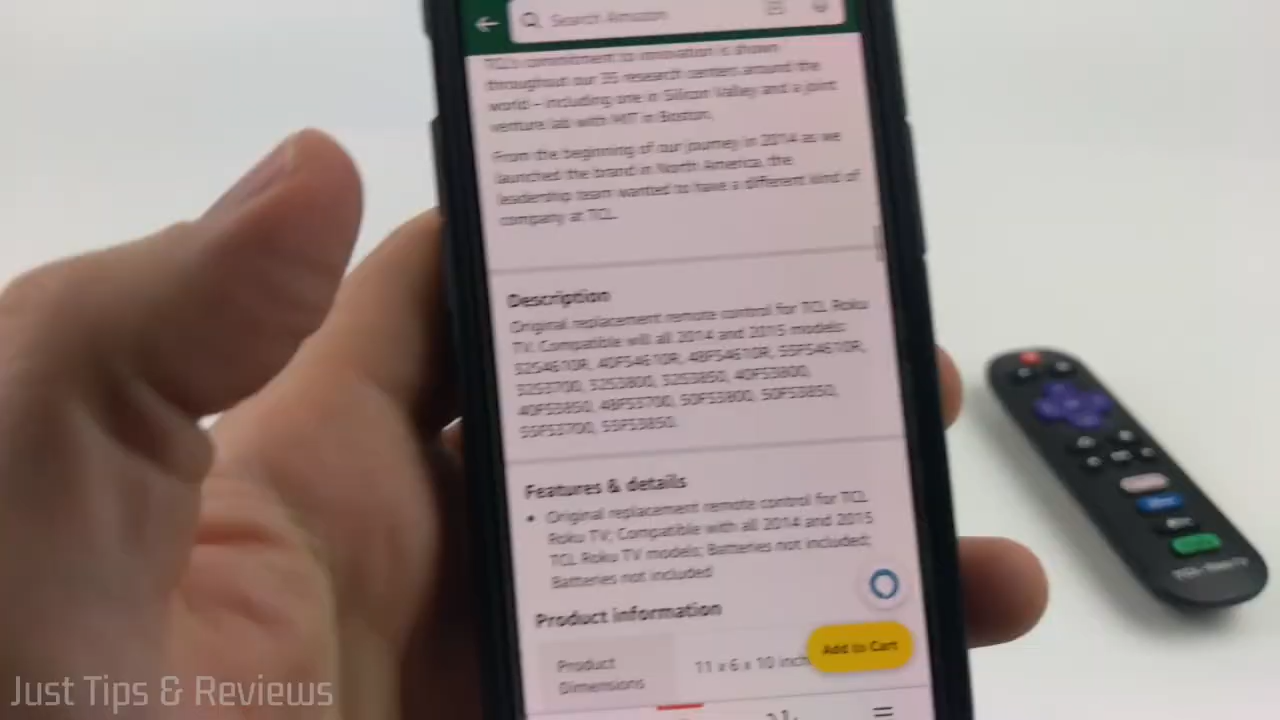 Search Amazon
TCL's commitment to innovation is shown
throughout our 35 research centers around the
world – including one in Silicon Valley and a joint
venture lab with MIT in Boston.
From the beginning of our journey in 2014 as we
launched the brand in North America, the
leadership team wanted to have a different kind of
company at TCL.
Description
Original replacement remote control for TCL Roku
TV; Compatible will all 2014 and 2015 models:
40FS4610R, 48FS4610R, 55FS4610R,
32S3700, 32S3800, 32S3850, 40FS3800,
40FS3850, 48FS3700, 50FS3800, 50FS3850,
55FS3700, 55FS3850.
Features & details
• Original replacement remote control for TCL
Roku TV; Compatible with all 2014 and 2015
TCL Roku TV models; Batteries not included;
Batteries not included
Product information
Product
Dimensions
11 x 6 x 10 inch
Add to Cart
Just Tips & Reviews